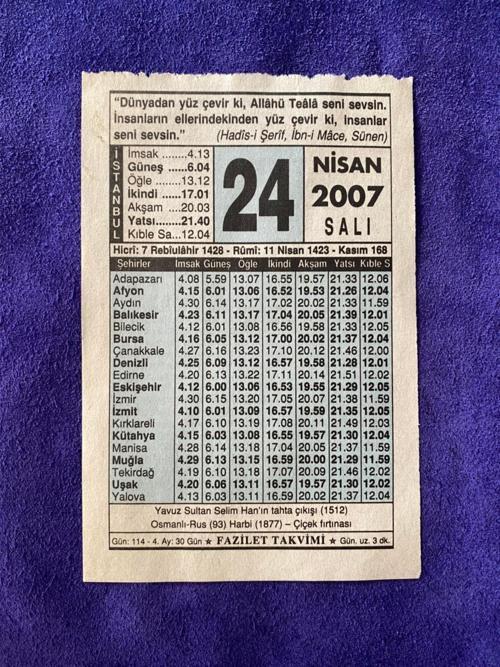 “Dünyadan yüz çevir ki, Allâhü Teâlâ seni sevsin.
İnsanların ellerindekinden yüz çevir ki, insanlar
seni sevsin.” (Hadîs-i Şerîf, İbn-i Mâce, Sünen)
İSTANBUL
İmsak ........4.13
Güneş .......6.04
Öğle ........13.12
İkindi ......17.01
Akşam ....20.03
Yatsı........21.40
Kıble Sa...12.04
24
NİSAN
2007
SALI
Hicrî: 7 Rebîulâhir 1428 - Rûmî: 11 Nisan 1423 - Kasım 168
Şehirler İmsak Güneş Öğle İkindi Akşam Yatsı Kıble S
Adapazarı 4.08 5.59 13.07 16.55 19.57 21.33 12.06
Afyon 4.15 6.01 13.06 16.52 19.53 21.26 12.04
Aydın 4.30 6.14 13.17 17.02 20.02 21.33 11.59
Balıkesir 4.23 6.11 13.17 17.04 20.05 21.39 12.01
Bilecik 4.12 6.01 13.08 16.56 19.58 21.33 12.05
Bursa 4.16 6.05 13.12 17.00 20.02 21.37 12.04
Çanakkale 4.27 6.16 13.23 17.10 20.12 21.46 12.00
Denizli 4.25 6.09 13.12 16.57 19.58 21.28 12.01
Edirne 4.20 6.13 13.22 17.11 20.14 21.51 12.02
Eskişehir 4.12 6.00 13.06 16.53 19.55 21.29 12.05
İzmir 4.30 6.15 13.20 17.05 20.07 21.38 11.59
İzmit 4.10 6.01 13.09 16.57 19.59 21.35 12.05
Kırklareli 4.17 6.10 13.19 17.08 20.11 21.49 12.03
Kütahya 4.15 6.03 13.08 16.55 19.57 21.30 12.04
Manisa 4.28 6.14 13.18 17.04 20.05 21.37 11.59
Muğla 4.29 6.13 13.15 16.59 20.00 21.29 11.59
Tekirdağ 4.19 6.10 13.18 17.07 20.09 21.46 12.02
Uşak 4.20 6.06 13.11 16.57 19.57 21.30 12.02
Yalova 4.13 6.03 13.11 16.59 20.02 21.37 12.04
Yavuz Sultan Selim Han'ın tahta çıkışı (1512)
Osmanlı-Rus (93) Harbi (1877) – Çiçek fırtınası
Gün: 114 - 4. Ay: 30 Gün ★ FAZİLET TAKVİMİ ★ Gün. uz. 3 dk.